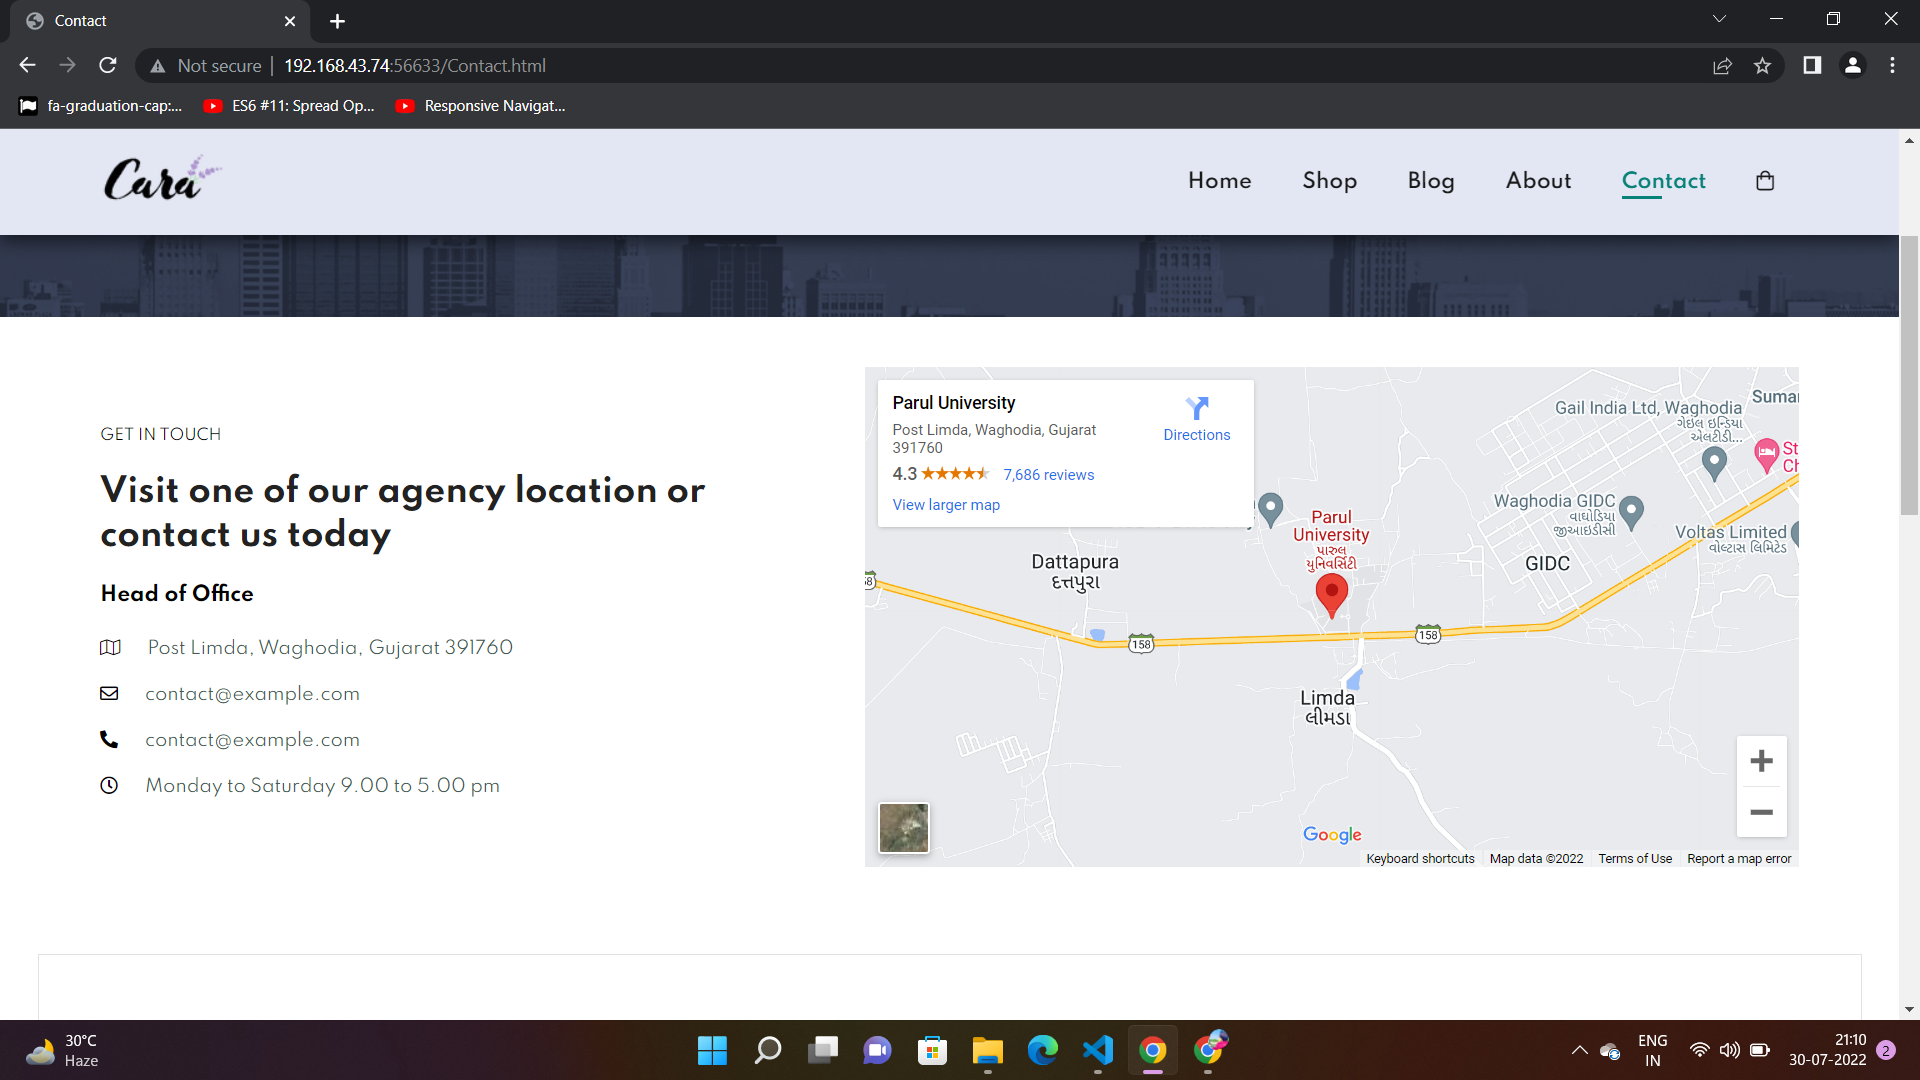 Contact
Not secure
192.168.43.74:56633/Contact.html
fa-graduation-cap:...
ES6 #11: Spread Op...
Responsive Navigat...
Cara
Home
Shop
Blog
About
Contact
GET IN TOUCH
Visit one of our agency location or
contact us today
Head of Office
Post Limda, Waghodia, Gujarat 391760
contact@example.com
contact@example.com
Monday to Saturday 9.00 to 5.00 pm
Parul University
Post Limda, Waghodia, Gujarat
391760
4.3
7,686 reviews
View larger map
Directions
Gail India Ltd, Waghodia
ગેઇલ ઇન્ડિયા
એલટીડી...
Waghodia GIDC
વાઘોડિયા
જીઆઇડીસી
Voltas Limited
વોલ્ટાસ લિમિટેડ
GIDC
Parul
University
પારુલ
યુનિવર્સિટી
Dattapura
દત્તપુરા
158
158
Limda
લીમડા
Google
Keyboard shortcuts
Map data ©2022
Terms of Use
Report a map error
30°C
Haze
ENG
IN
21:10
30-07-2022
2